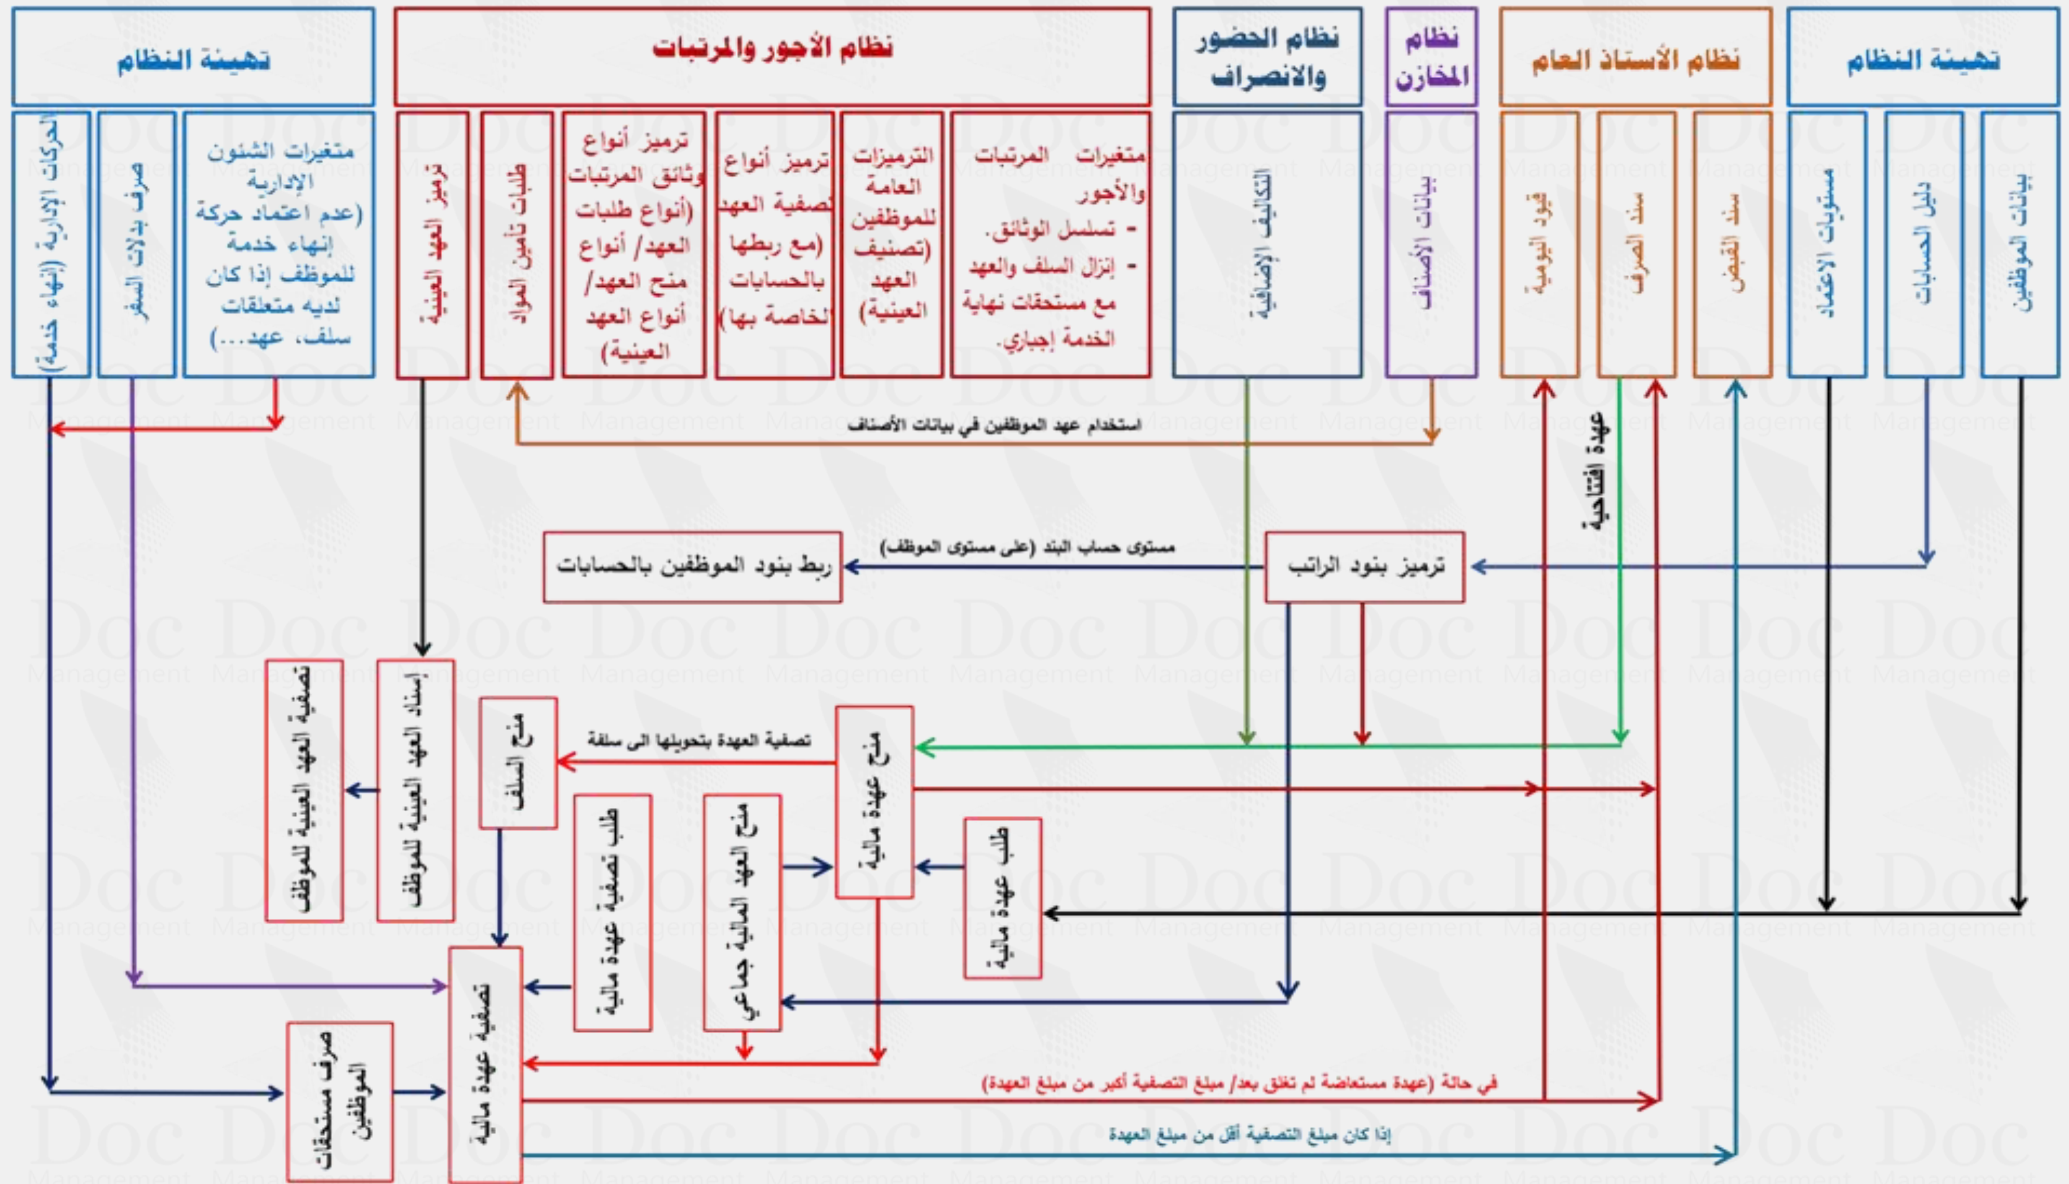 تهيئة النظام
نظام الأستاذ العام
نظام
المخازن
نظام الحضور
والانصراف
نظام الأجور والمرتبات
تهيئة النظام
بيانات الموظفين
دليل الحسابات
مستويات الاعتماد
سند القبض
سند الصرف
قيود اليومية
بيانات الأصناف
التكاليف الإضافية
متغيرات المرتبات
والأجور
- تسلسل الوثائق.
- إنزال السلف والعهد
مع مستحقات نهاية
الخدمة إجباري.
الترميزات
العامة
للموظفين
(تصنيف
العهد
العينية)
ترميز أنواع
تصفية العهد
(مع ربطها
بالحسابات
الخاصة بها)
ترميز أنواع
وثائق المرتبات
(أنواع طلبات
العهد/ أنواع
منح العهد/
أنواع العهد
العينية)
طلبات تأمين المواد
ترميز العهد العينية
متغيرات الشئون
الإدارية
(عدم اعتماد حركة
إنهاء خدمة
للموظف إذا كان
لديه متعلقات
سلف، عهد...)
صرف بدلات السفر
الحركات الإدارية (إنهاء خدمة)
استخدام عهد الموظفين في بيانات الأصناف
عهدة افتتاحية
ترميز بنود الراتب
مستوى حساب البند (على مستوى الموظف)
ربط بنود الموظفين بالحسابات
منح عهدة مالية
تصفية العهدة بتحويلها الى سلفة
منح السلف
إسناد العهد العينية للموظف
تصفية العهد العينية للموظف
طلب عهدة مالية
منح العهد المالية جماعي
طلب تصفية عهدة مالية
تصفية عهدة مالية
صرف مستحقات
الموظفين
في حالة (عهدة مستعاضة لم تغلق بعد/ مبلغ التصفية أكبر من مبلغ العهدة)
إذا كان مبلغ التصفية أقل من مبلغ العهدة
Doc
Management